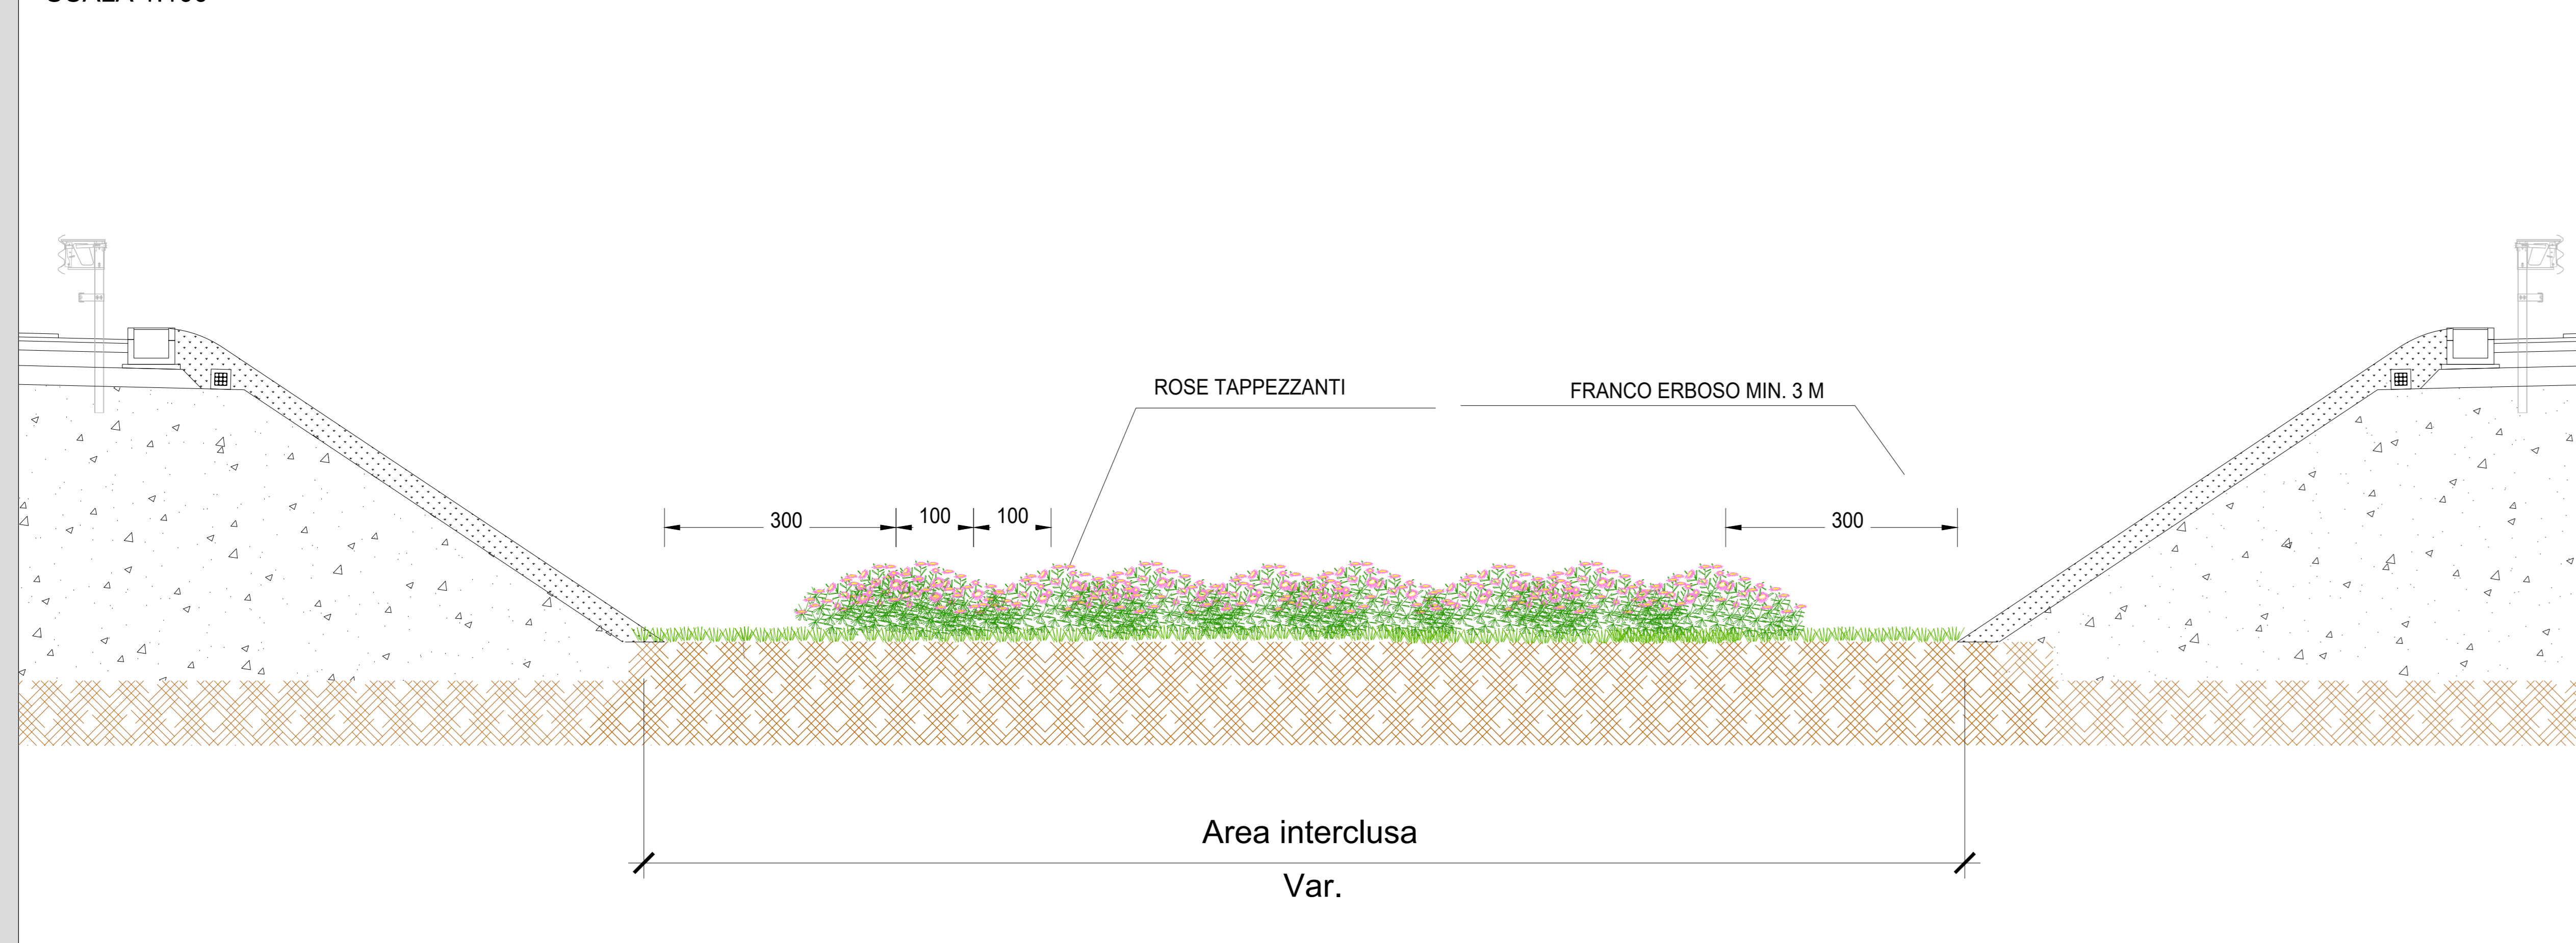 ROSE TAPPEZZANTI
FRANCO ERBOSO MIN. 3 M
300
100
100
300
Area interclusa
Var.